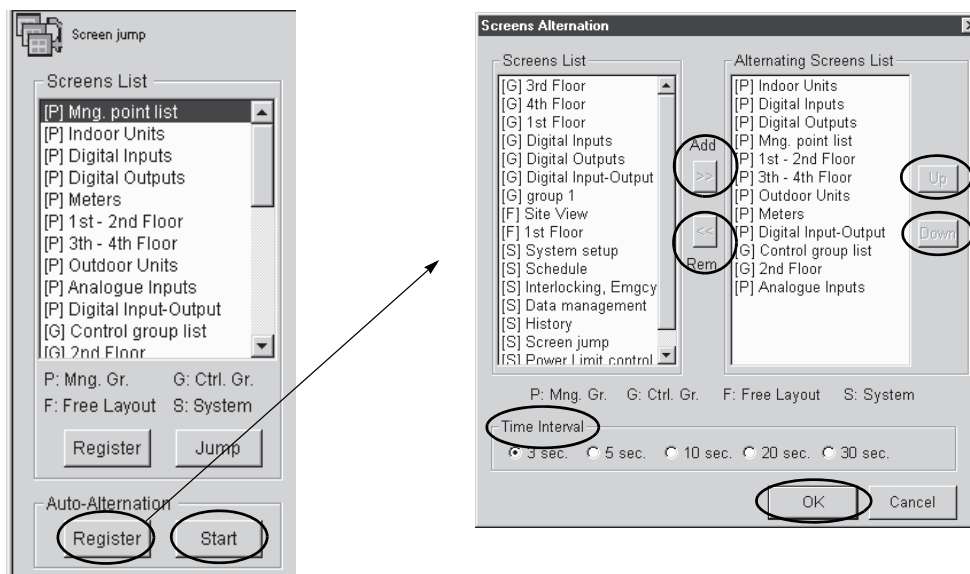 Screen jump
Screens List
[P] Mng. point list
[P] Indoor Units
[P] Digital Inputs
[P] Digital Outputs
[P] Meters
[P] 1st - 2nd Floor
[P] 3th - 4th Floor
[P] Outdoor Units
[P] Analogue Inputs
[P] Digital Input-Output
[G] Control group list
[G] 2nd Floor
P: Mng. Gr. G: Ctrl. Gr.
F: Free Layout S: System
Register Jump
Auto-Alternation
Register Start
Screens Alternation
Screens List
[G] 3rd Floor
[G] 4th Floor
[G] 1st Floor
[G] Digital Inputs
[G] Digital Outputs
[G] Digital Input-Output
[G] group 1
[F] Site View
[F] 1st Floor
[S] System setup
[S] Schedule
[S] Interlocking, Emgcy
[S] Data management
[S] History
[S] Screen jump
[S] Power Limit control
Add
>>
<<
Rem
Alternating Screens List
[P] Indoor Units
[P] Digital Inputs
[P] Digital Outputs
[P] Mng. point list
[P] 1st - 2nd Floor
[P] 3th - 4th Floor
[P] Outdoor Units
[P] Meters
[P] Digital Input-Output
[G] Control group list
[G] 2nd Floor
[P] Analogue Inputs
Up
Down
P: Mng. Gr. G: Ctrl. Gr. F: Free Layout S: System
Time Interval
3 sec. 5 sec. 10 sec. 20 sec. 30 sec.
OK Cancel